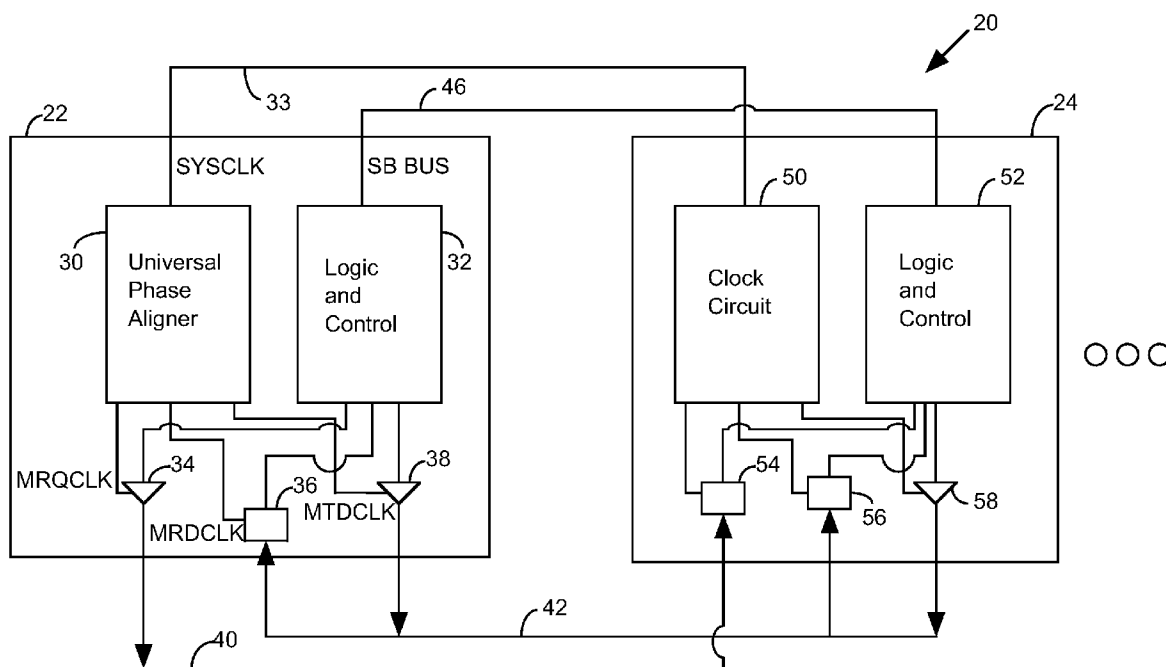 20
33
46
22
24
SYSCLK
SB BUS
50
52
30
Universal
Phase
Aligner
32
Logic
and
Control
Clock
Circuit
Logic
and
Control
MRQCLK
34
36
38
MRDCLK
MTDCLK
54
56
58
42
40